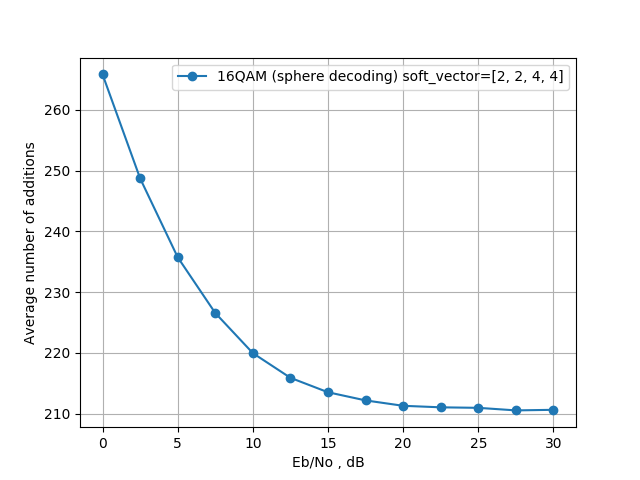 16QAM (sphere decoding) soft_vector=[2, 2, 4, 4]
260
250
240
230
220
210
Average number of additions
0 5 10 15 20 25 30
Eb/No , dB